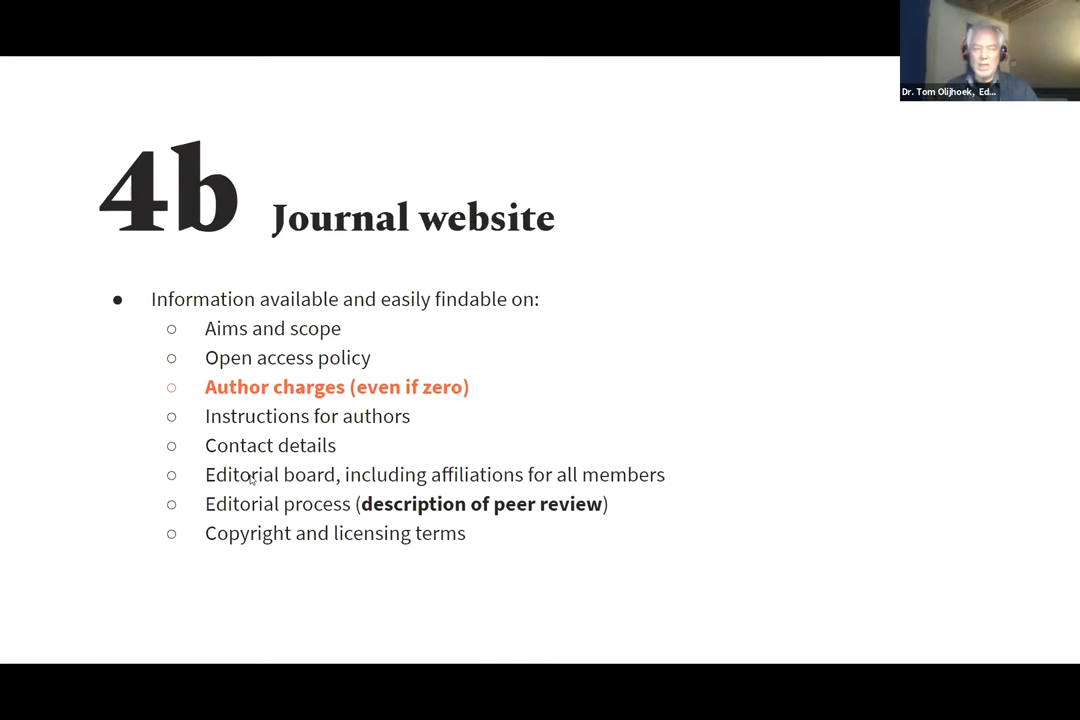 Dr. Tom Olijhoek, Ed...
4b Journal website
● Information available and easily findable on:
○ Aims and scope
○ Open access policy
○ Author charges (even if zero)
○ Instructions for authors
○ Contact details
○ Editorial board, including affiliations for all members
○ Editorial process (description of peer review)
○ Copyright and licensing terms